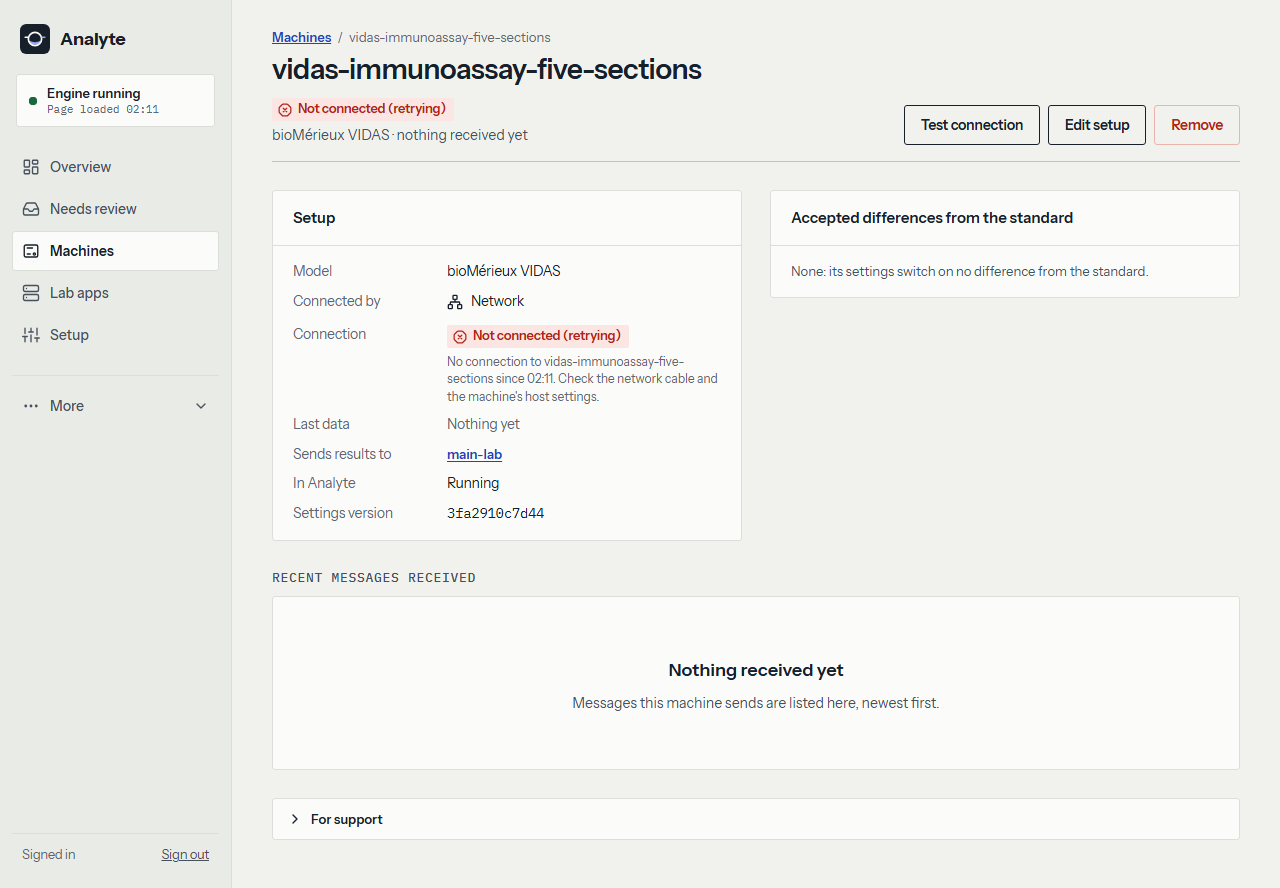 Analyte
Engine running
Page loaded 02:11
Overview
Needs review
Machines
Lab apps
Setup
More
Signed in
Sign out
Machines / vidas-immunoassay-five-sections
vidas-immunoassay-five-sections
Not connected (retrying)
bioMérieux VIDAS · nothing received yet
Test connection
Edit setup
Remove
Setup
Model bioMérieux VIDAS
Connected by Network
Connection Not connected (retrying)
No connection to vidas-immunoassay-five-
sections since 02:11. Check the network cable and
the machine's host settings.
Last data Nothing yet
Sends results to main-lab
In Analyte Running
Settings version 3fa2910c7d44
Accepted differences from the standard
None: its settings switch on no difference from the standard.
RECENT MESSAGES RECEIVED
Nothing received yet
Messages this machine sends are listed here, newest first.
For support